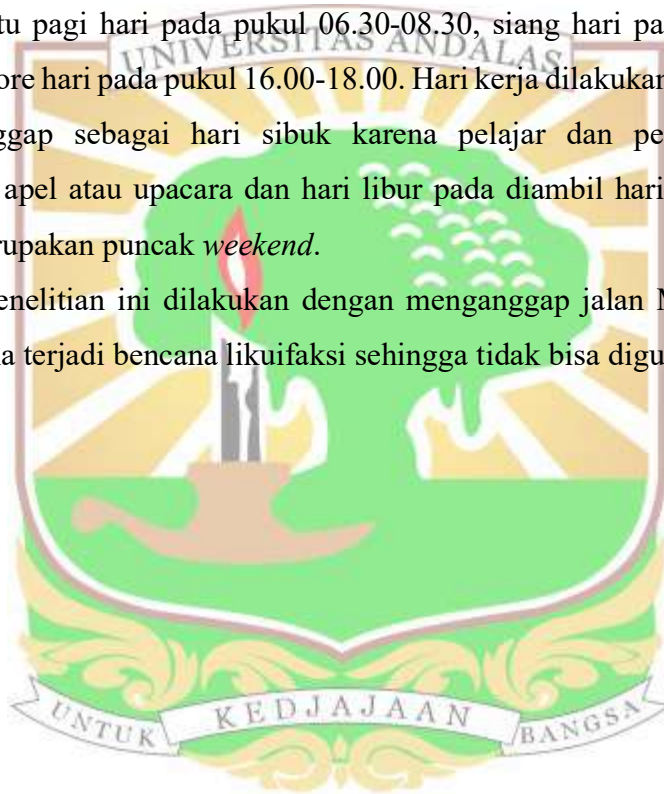 tu pagi hari pada pukul 06.30-08.30, siang hari pa
UNIVERSITAS ANDALAS
ore hari pada pukul 16.00-18.00. Hari kerja dilakukan
ggap sebagai hari sibuk karena pelajar dan pe
apel atau upacara dan hari libur pada diambil hari
rupakan puncak weekend.
enelitian ini dilakukan dengan menganggap jalan M
a terjadi bencana likuifaksi sehingga tidak bisa digu
UNTUK KEDJAJAAN BANGSA